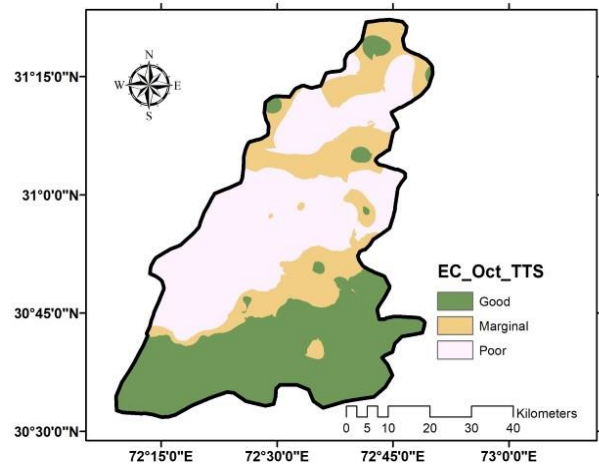 31°15'0"N
31°0'0"N
30°45'0"N
30°30'0"N
N
W E
S
EC_Oct_TTS
Good
Marginal
Poor
Kilometers
0 5 10 20 30 40
72°15'0"E 72°30'0"E 72°45'0"E 73°0'0"E